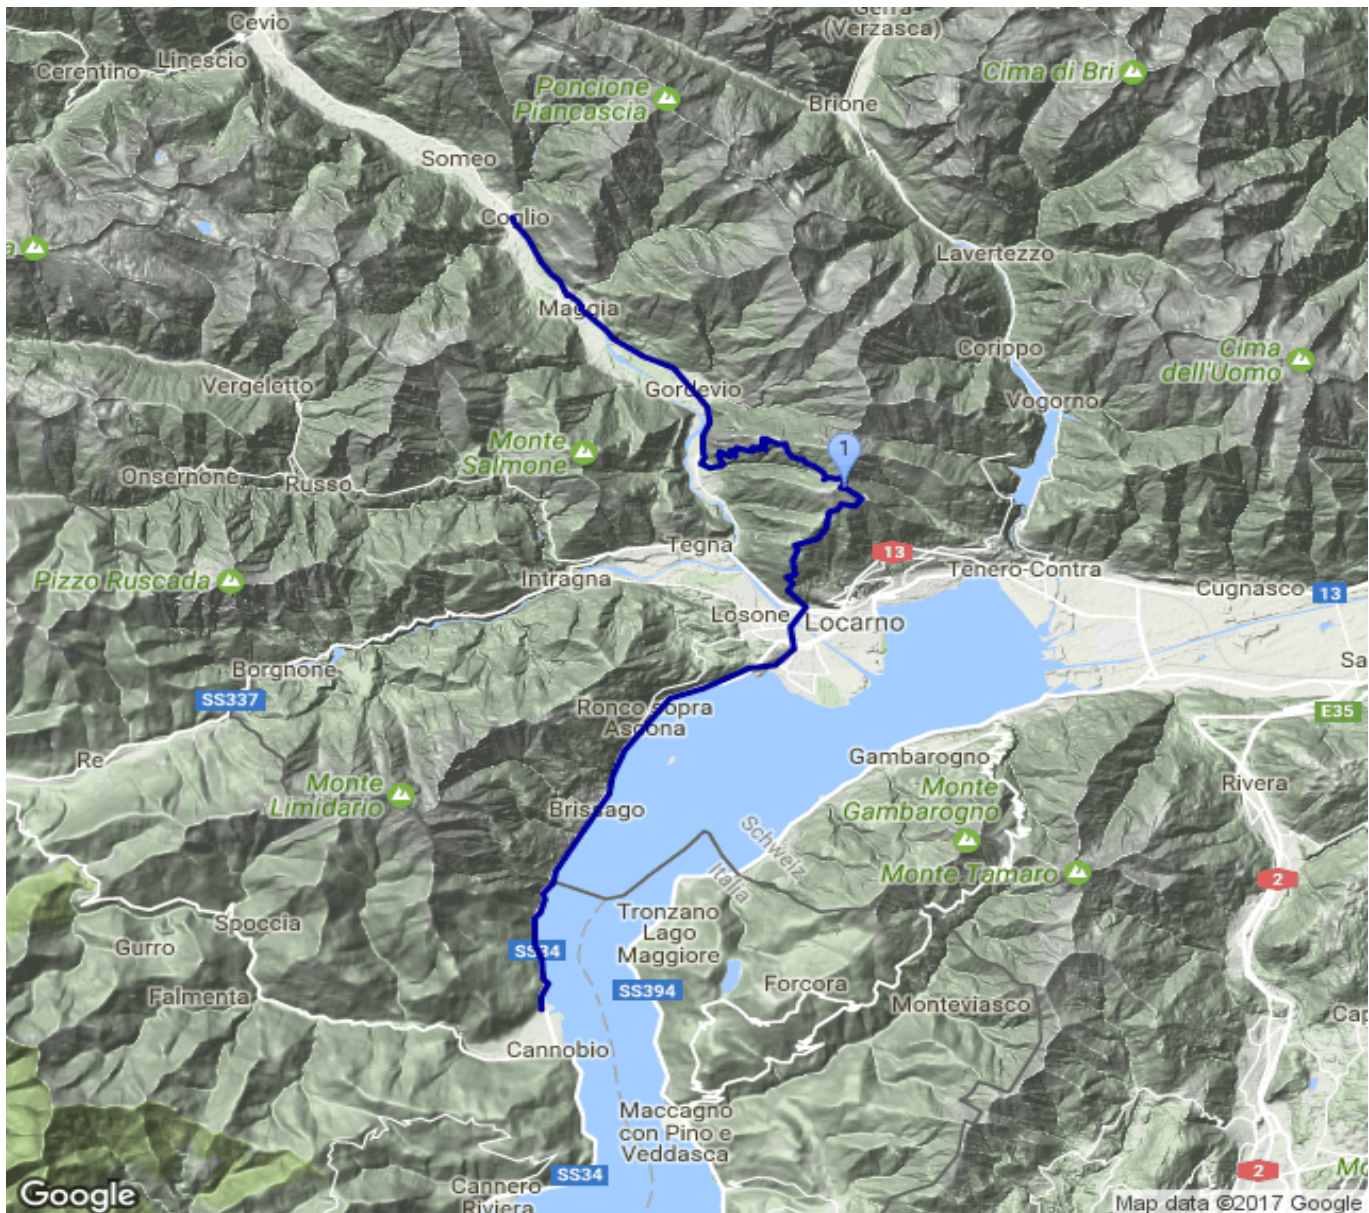 Cevio
Linescio
Cerentino
(Verzasca)
Poncione
Piancascia
Cima di Bri
Brione
Someo
Coglio
Lavertezzo
Maggia
Corippo
Cima
dell'Uomo
Vergeletto
Gordevio
Vogorno
Monte
Salmone
1
Onsernone
Russo
Tegna
13
Pizzo Ruscada
Intragna
Tenero-Contra
Cugnasco
13
Losone
Locarno
Borgnone
Sa
SS337
Ronco sopra
Ascona
E35
Re
Gambarogno
Monte
Limidario
Rivera
Brissago
Monte
Gambarogno
Schweiz
Italia
Monte Tamaro
2
Spoccia
Tronzano
Lago
Maggiore
Gurro
SS34
Falmenta
SS394
Forcora
Monteviasco
Cap
Cannobio
Maccagno
con Pino e
Veddasca
SS34
2
Mo
Cannero
Riviera
Google
Map data ©2017 Google